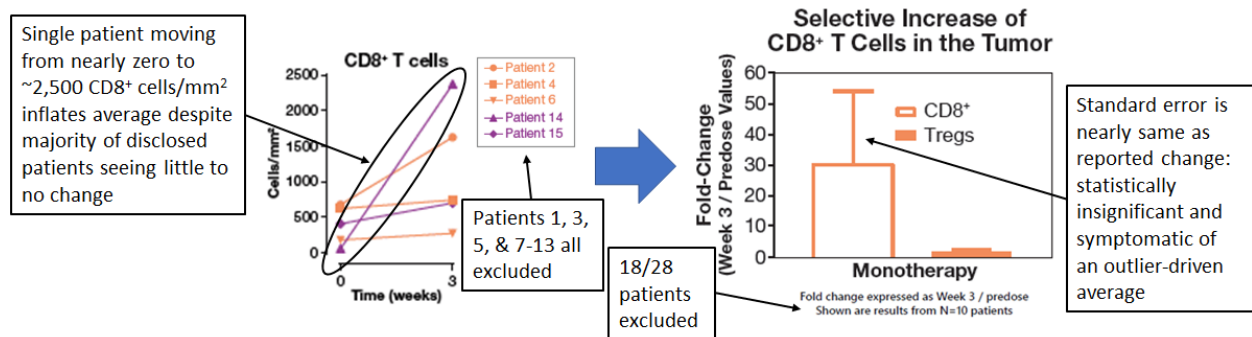 Single patient moving
from nearly zero to
~2,500 CD8⁺ cells/mm²
inflates average despite
majority of disclosed
patients seeing little to
no change
CD8⁺ T cells
Cells/mm²
2500
2000
1500
1000
500
0
0
3
Time (weeks)
Patient 2
Patient 4
Patient 6
Patient 14
Patient 15
Patients 1, 3,
5, & 7-13 all
excluded
18/28
patients
excluded
Selective Increase of
CD8⁺ T Cells in the Tumor
Fold-Change
(Week 3 / Predose Values)
60
50
40
30
20
10
0
CD8⁺
Tregs
Monotherapy
Fold change expressed as Week 3 / predose
Shown are results from N=10 patients
Standard error is
nearly same as
reported change:
statistically
insignificant and
symptomatic of
an outlier-driven
average